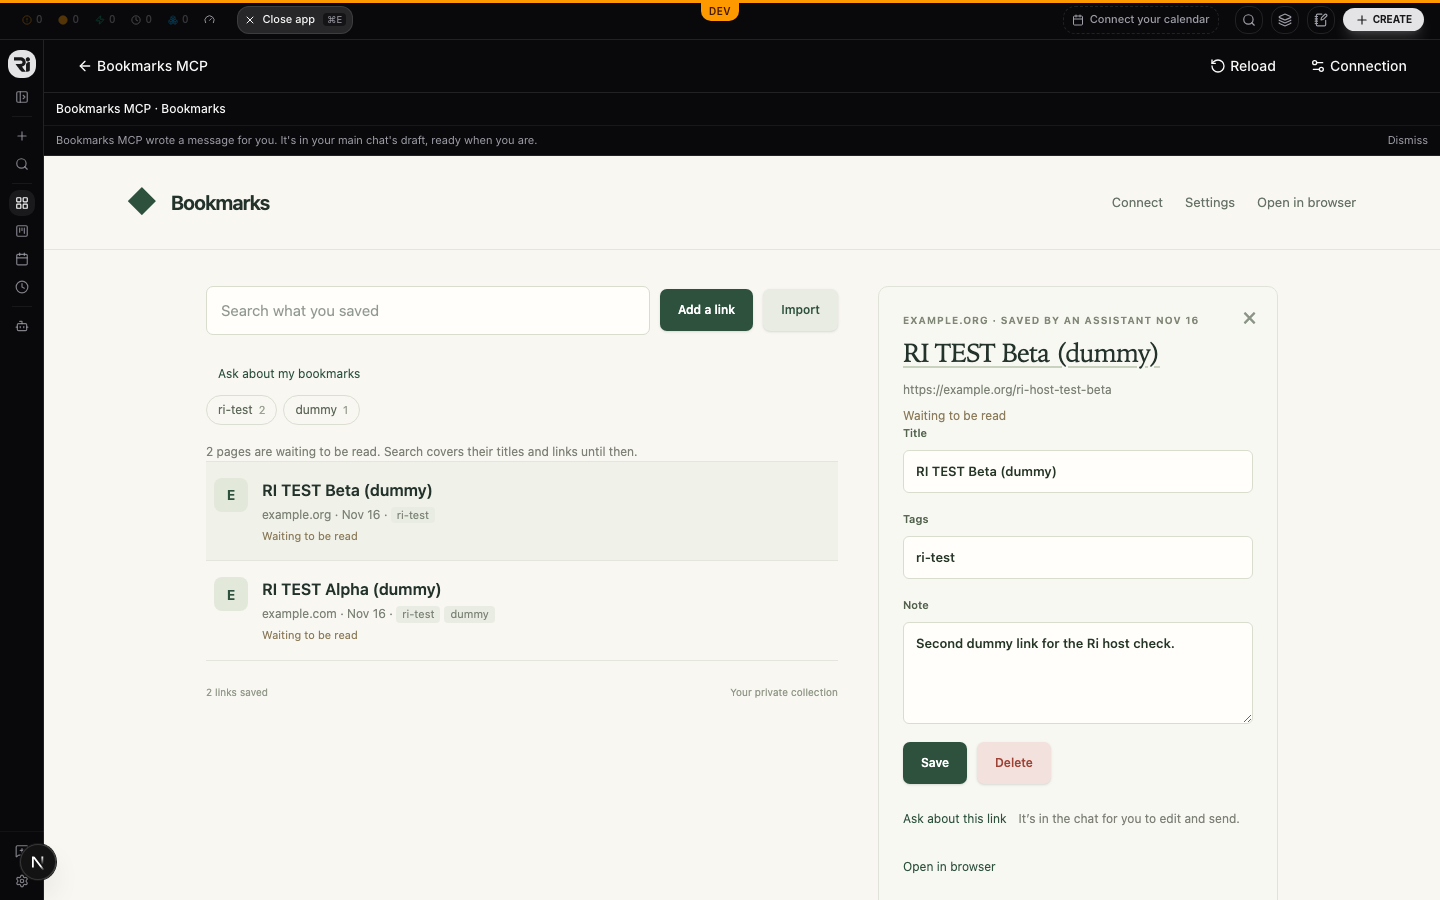 0 0 0 0 0
Close app ⌘E
DEV
Connect your calendar
CREATE
Ri
Bookmarks MCP
Reload
Connection
Bookmarks MCP · Bookmarks
Bookmarks MCP wrote a message for you. It's in your main chat's draft, ready when you are.
Dismiss
Bookmarks
Connect
Settings
Open in browser
Search what you saved
Add a link
Import
Ask about my bookmarks
ri-test 2
dummy 1
2 pages are waiting to be read. Search covers their titles and links until then.
E
RI TEST Beta (dummy)
example.org · Nov 16 · ri-test
Waiting to be read
E
RI TEST Alpha (dummy)
example.com · Nov 16 · ri-test dummy
Waiting to be read
2 links saved
Your private collection
EXAMPLE.ORG · SAVED BY AN ASSISTANT NOV 16
RI TEST Beta (dummy)
https://example.org/ri-host-test-beta
Waiting to be read
Title
RI TEST Beta (dummy)
Tags
ri-test
Note
Second dummy link for the Ri host check.
Save
Delete
Ask about this link
It's in the chat for you to edit and send.
Open in browser
N